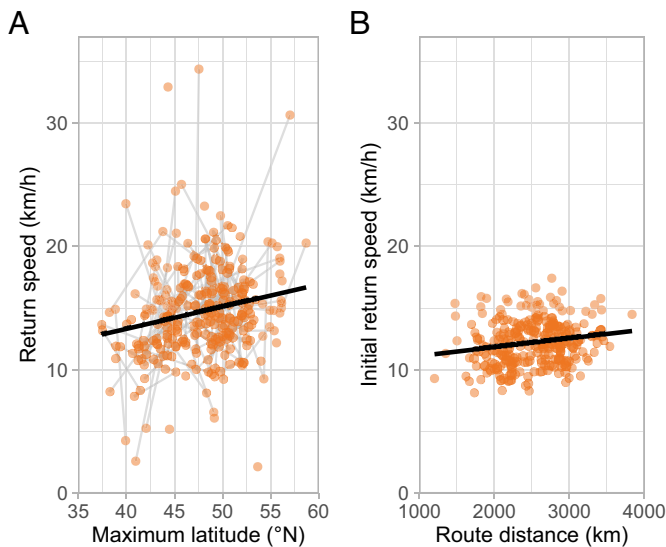 A
Return speed (km/h)
30
20
10
0
35 40 45 50 55 60
Maximum latitude (°N)
B
Initial return speed (km/h)
30
20
10
0
1000 2000 3000 4000
Route distance (km)